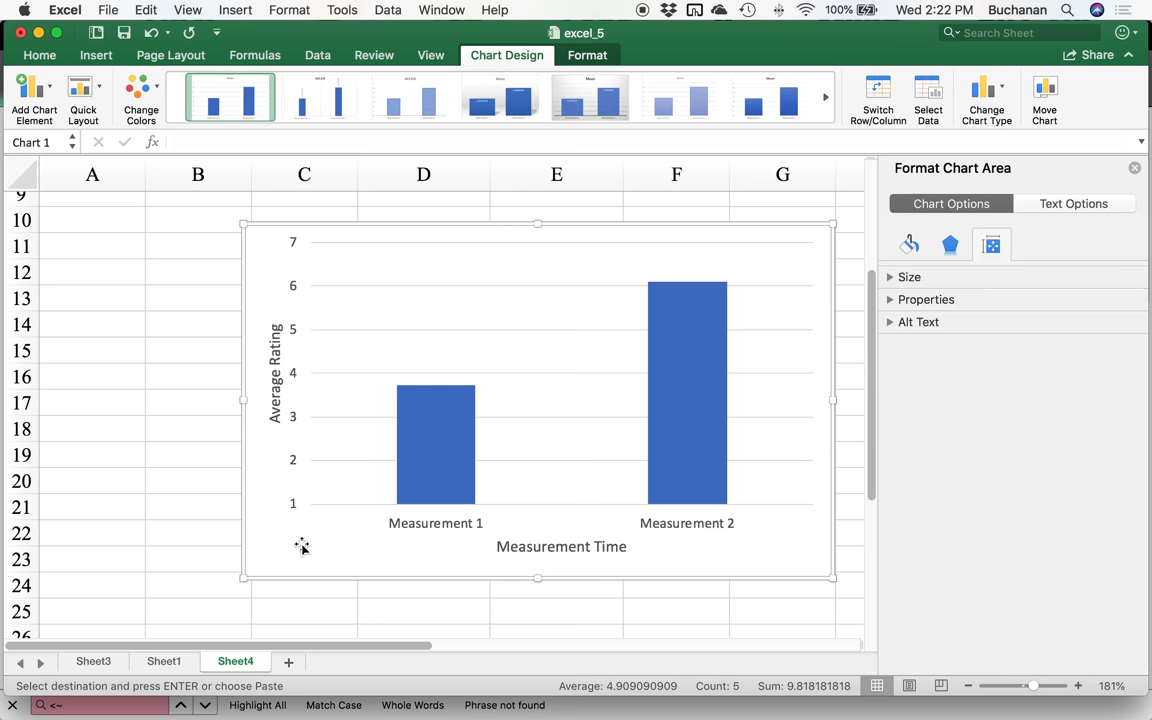 Excel File Edit View Insert Format Tools Data Window Help 100% Wed 2:22 PM Buchanan
excel_5
Search Sheet
Home Insert Page Layout Formulas Data Review View Chart Design Format Share
Add Chart Element
Quick Layout
Change Colors
Switch Row/Column
Select Data
Change Chart Type
Move Chart
Chart 1 fx
A B C D E F G
Format Chart Area
Chart Options Text Options
Size
Properties
Alt Text
9
10
11
12
13
14
15
16
17
18
19
20
21
22
23
24
25
26
7
6
5
4
3
2
1
Average Rating
Measurement 1 Measurement 2
Measurement Time
Sheet3 Sheet1 Sheet4 +
Select destination and press ENTER or choose Paste Average: 4.909090909 Count: 5 Sum: 9.818181818 181%
<~ Highlight All Match Case Whole Words Phrase not found